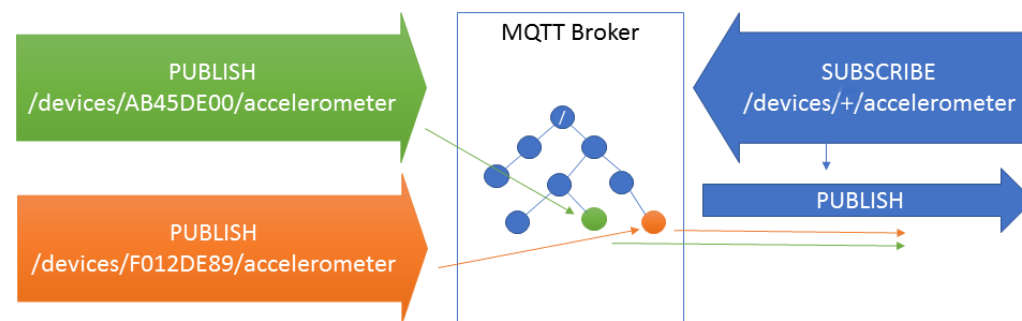 MQTT Broker
PUBLISH
/devices/AB45DE00/accelerometer
SUBSCRIBE
/devices/+/accelerometer
/
PUBLISH
/devices/F012DE89/accelerometer
PUBLISH